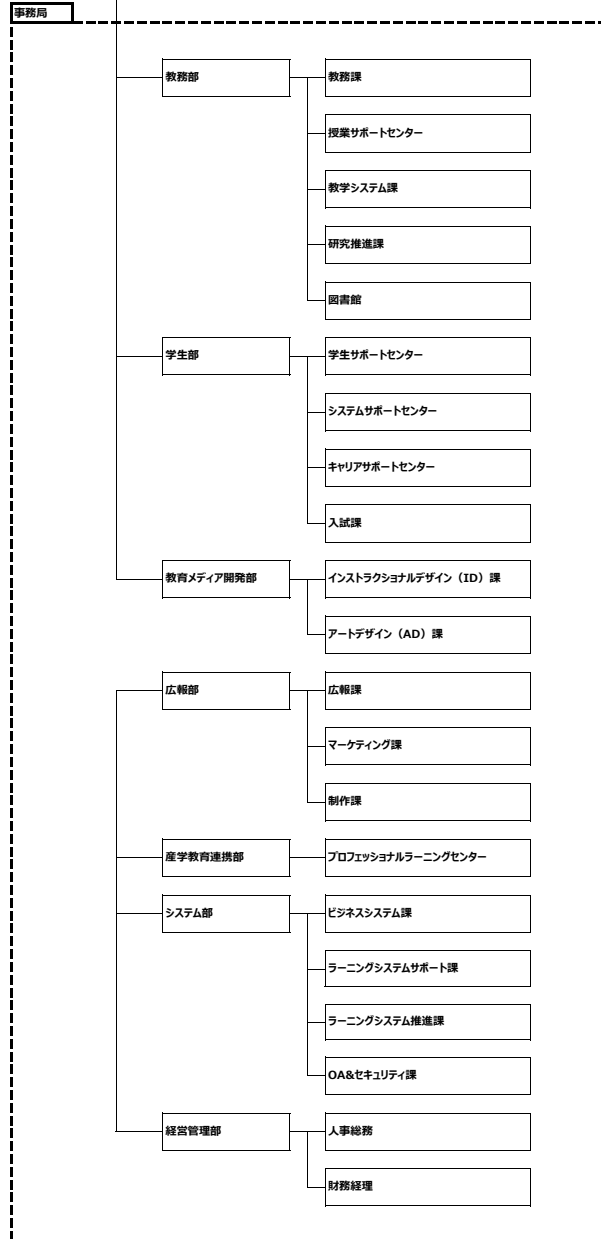 事務局
教務部
教務課
授業サポートセンター
教学システム課
研究推進課
図書館
学生部
学生サポートセンター
システムサポートセンター
キャリアサポートセンター
入試課
教育メディア開発部
インストラクショナルデザイン（ID）課
アートデザイン（AD）課
広報部
広報課
マーケティング課
制作課
産学教育連携部
プロフェッショナルラーニングセンター
システム部
ビジネスシステム課
ラーニングシステムサポート課
ラーニングシステム推進課
OA&セキュリティ課
経営管理部
人事総務
財務経理